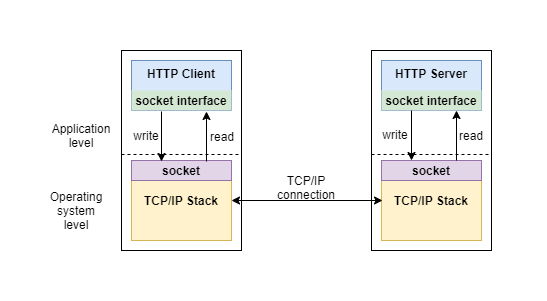 HTTP Client
socket interface
write
read
Application
level
socket
TCP/IP Stack
Operating
system
level
TCP/IP
connection
HTTP Server
socket interface
write
read
socket
TCP/IP Stack